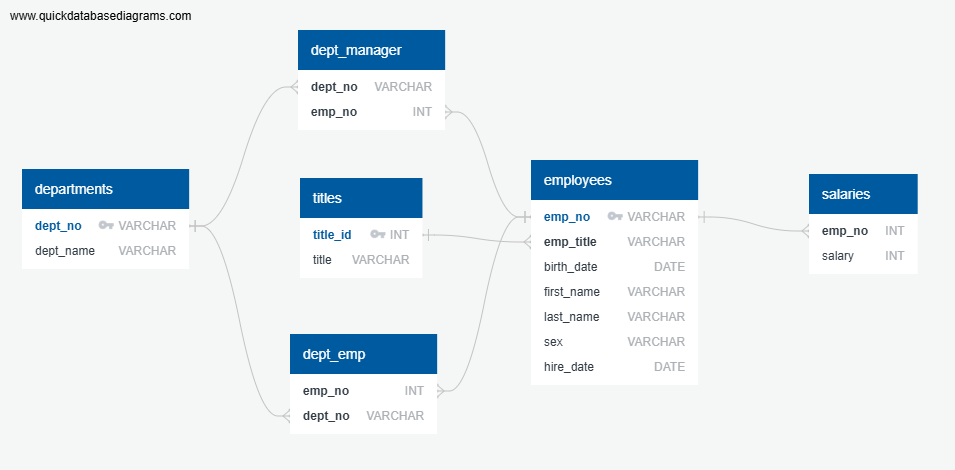 www.quickdatabasediagrams.com
dept_manager
dept_no VARCHAR
emp_no INT
departments
dept_no VARCHAR
dept_name VARCHAR
titles
title_id INT
title VARCHAR
dept_emp
emp_no INT
dept_no VARCHAR
employees
emp_no VARCHAR
emp_title VARCHAR
birth_date DATE
first_name VARCHAR
last_name VARCHAR
sex VARCHAR
hire_date DATE
salaries
emp_no INT
salary INT